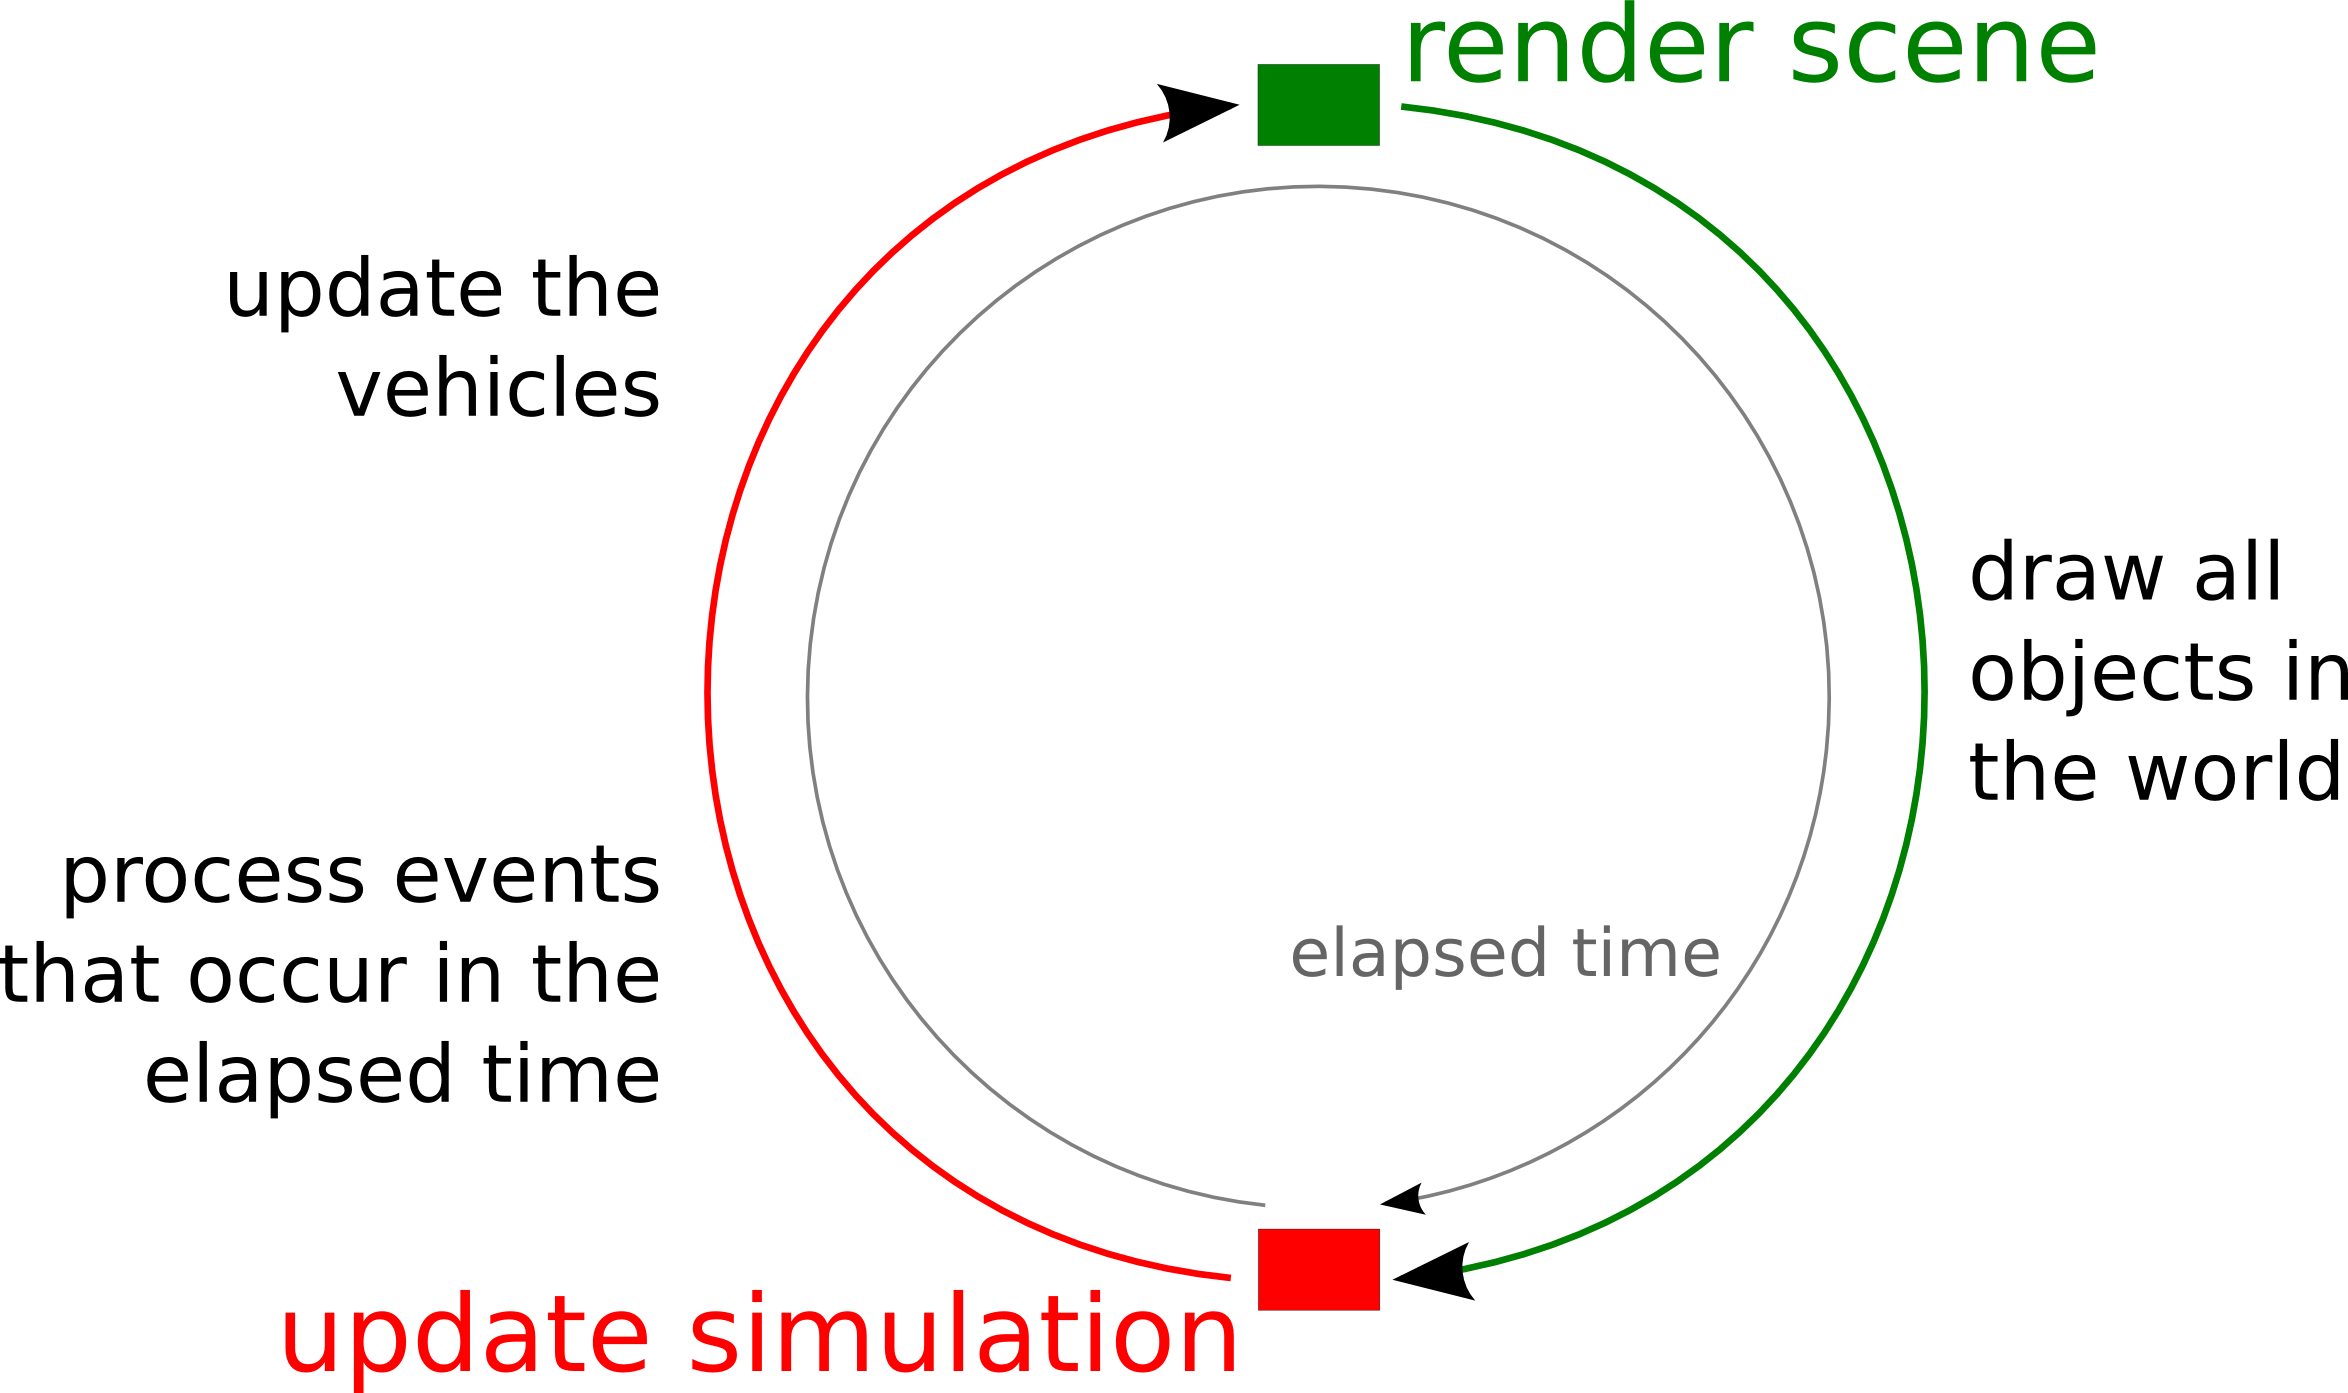 render scene
update the
vehicles
draw all
objects in
the world
process events
that occur in the
elapsed time
elapsed time
update simulation